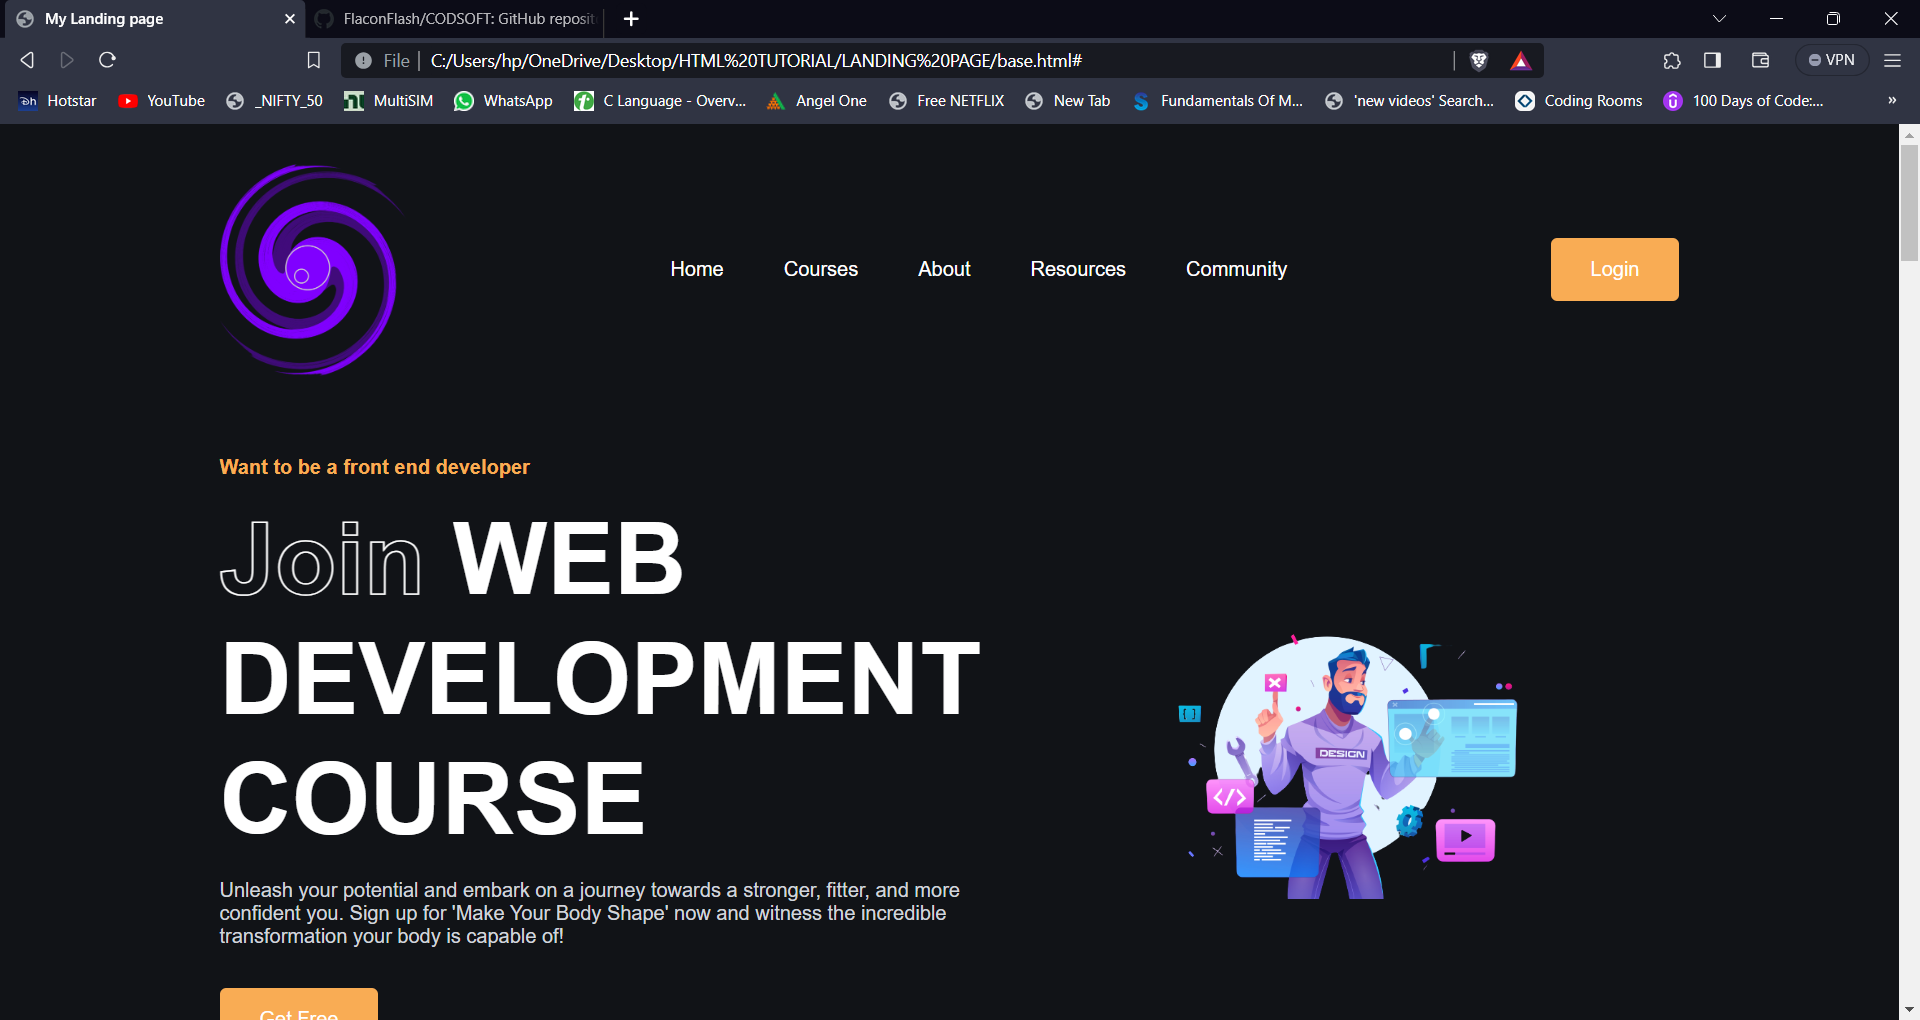 My Landing page
FlaconFlash/CODSOFT: GitHub reposit
File
C:/Users/hp/OneDrive/Desktop/HTML%20TUTORIAL/LANDING%20PAGE/base.html#
VPN
Hotstar
YouTube
_NIFTY_50
MultiSIM
WhatsApp
C Language - Overv...
Angel One
Free NETFLIX
New Tab
Fundamentals Of M...
'new videos' Search...
Coding Rooms
100 Days of Code:...
»
Home
Courses
About
Resources
Community
Login
Want to be a front end developer
Join WEB
DEVELOPMENT
COURSE
DESIGN
</>
Unleash your potential and embark on a journey towards a stronger, fitter, and more
confident you. Sign up for 'Make Your Body Shape' now and witness the incredible
transformation your body is capable of!
Get Free